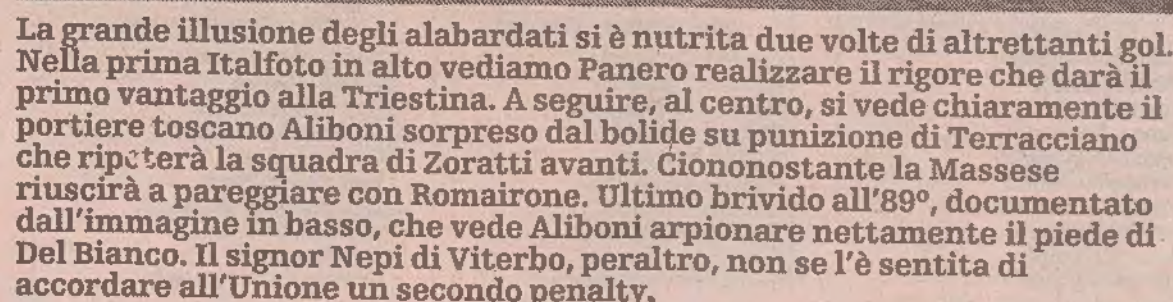 La grande illusione degli alabardati si è nutrita due volte di altrettanti gol.
Nella prima Italfoto in alto vediamo Panero realizzare il rigore che darà il
primo vantaggio alla Triestina. A seguire, al centro, si vede chiaramente il
portiere toscano Aliboni sorpreso dal bolide su punizione di Terracciano
che riporterà la squadra di Zoratti avanti. Ciononostante la Massese
riuscirà a pareggiare con Romairone. Ultimo brivido all'89º, documentato
dall'immagine in basso, che vede Aliboni arpionare nettamente il piede di
Del Bianco. Il signor Nepi di Viterbo, peraltro, non se l'è sentita di
accordare all'Unione un secondo penalty.